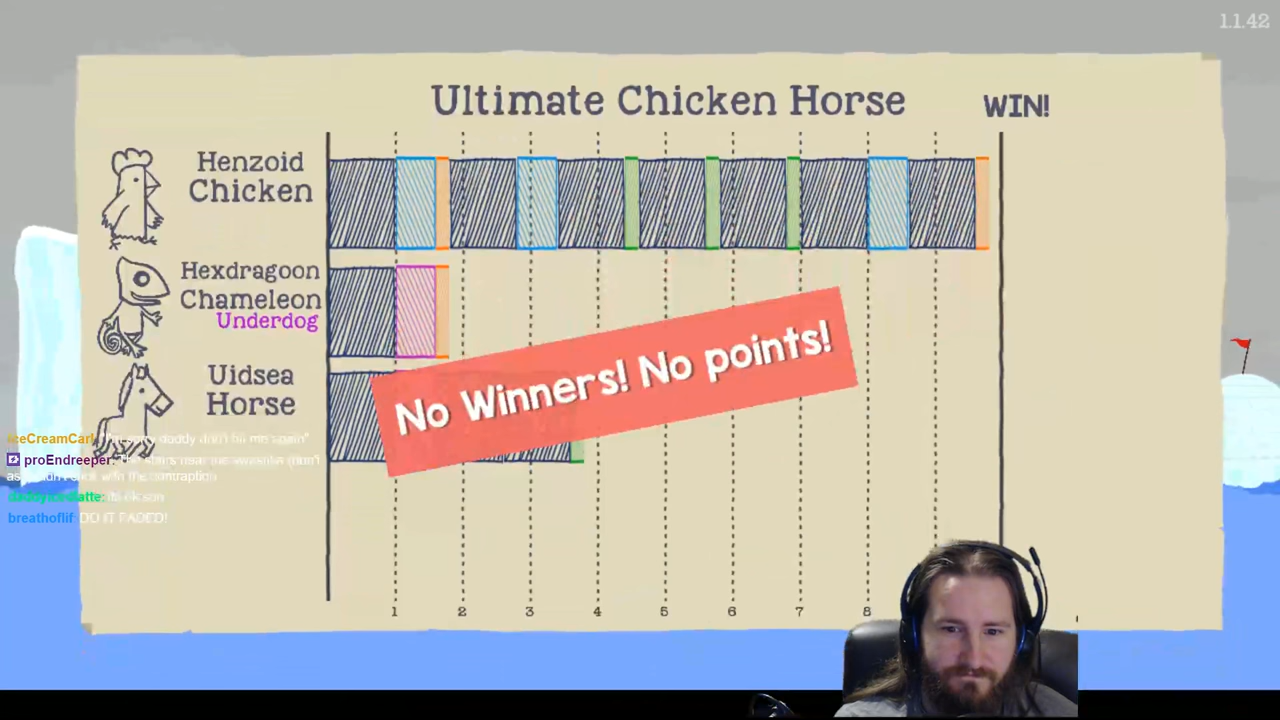 1.1.42
Ultimate Chicken Horse
WIN!
Henzoid
Chicken
Hexdragoon
Chameleon
Underdog
Uidsea
Horse
No Winners! No points!
proEndreeper:
breathoflif: DO IT FADED!
1 2 3 4 5 6 7 8